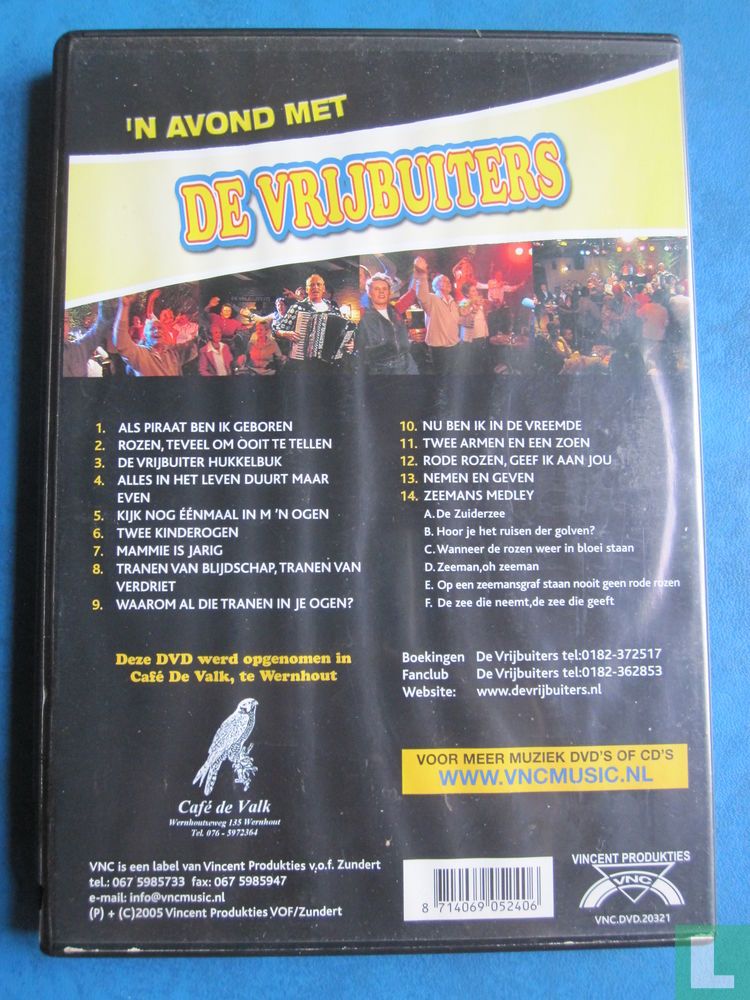 'N AVOND MET
DE VRIJBUITERS
1. ALS PIRAAT BEN IK GEBOREN
2. ROZEN, TEVEEL OM ÒOIT TE TELLEN
3. DE VRIJBUITER HUKKELBUK
4. ALLES IN HET LEVEN DUURT MAAR
EVEN
5. KIJK NOG ÉÉNMAAL IN M 'N OGEN
6. TWEE KINDEROGEN
7. MAMMIE IS JARIG
8. TRANEN VAN BLIJDSCHAP, TRANEN VAN
VERDRIET
9. WAAROM AL DIE TRANEN IN JE OGEN?
10. NU BEN IK IN DE VREEMDE
11. TWEE ARMEN EN EEN ZOEN
12. RODE ROZEN, GEEF IK AAN JOU
13. NEMEN EN GEVEN
14. ZEEMANS MEDLEY
A. De Zuiderzee
B. Hoor je het ruisen der golven?
C. Wanneer de rozen weer in bloei staan
D. Zeeman,oh zeeman
E. Op een zeemansgraf staan nooit geen rode rozen
F. De zee die neemt,de zee die geeft
Deze DVD werd opgenomen in
Café De Valk, te Wernhout
Café de Valk
Wernhoutseweg 135 Wernhout
Tel. 076 - 5972364
Boekingen De Vrijbuiters tel:0182-372517
Fanclub De Vrijbuiters tel:0182-362853
Website: www.devrijbuiters.nl
VOOR MEER MUZIEK DVD'S OF CD'S
WWW.VNCMUSIC.NL
VNC is een label van Vincent Produkties v.o.f. Zundert
tel.: 067 5985733 fax: 067 5985947
e-mail: info@vncmusic.nl
(P) + (C)2005 Vincent Produkties VOF/Zundert
8 714069 052406
VINCENT PRODUKTIES
VNC
VNC.DVD.20321
L